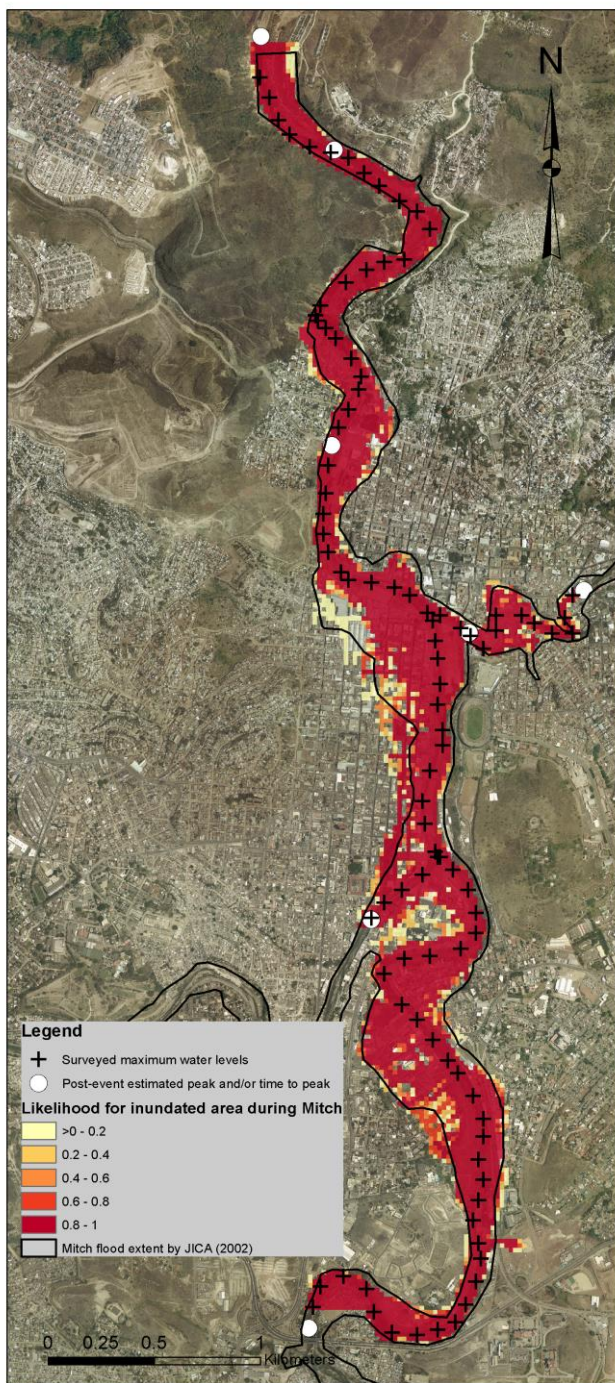 N
Legend
Surveyed maximum water levels
Post-event estimated peak and/or time to peak
Likelihood for inundated area during Mitch
>0 - 0.2
0.2 - 0.4
0.4 - 0.6
0.6 - 0.8
0.8 - 1
Mitch flood extent by JICA (2002)
0 0.25 0.5 1
Kilometers